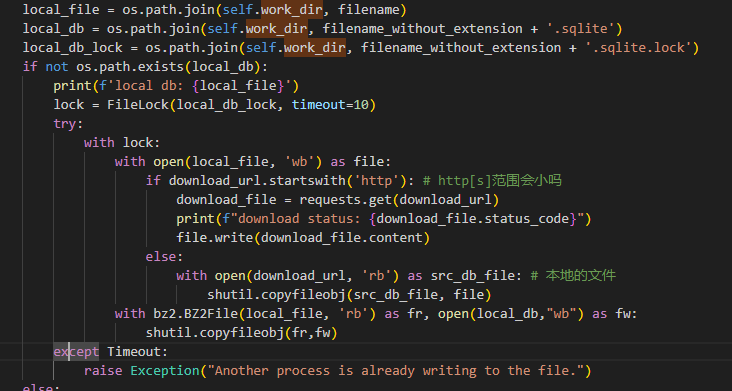 local_file = os.path.join(self.work_dir, filename)
local_db = os.path.join(self.work_dir, filename_without_extension + '.sqlite')
local_db_lock = os.path.join(self.work_dir, filename_without_extension + '.sqlite.lock')
if not os.path.exists(local_db):
    print(f'local db: {local_file}')
    lock = FileLock(local_db_lock, timeout=10)
    try:
        with lock:
            with open(local_file, 'wb') as file:
                if download_url.startswith('http'): # http[s]范围会小吗
                    download_file = requests.get(download_url)
                    print(f"download status: {download_file.status_code}")
                    file.write(download_file.content)
                else:
                    with open(download_url, 'rb') as src_db_file: # 本地的文件
                        shutil.copyfileobj(src_db_file, file)
            with bz2.BZ2File(local_file, 'rb') as fr, open(local_db,"wb") as fw:
                shutil.copyfileobj(fr,fw)
    except Timeout:
        raise Exception("Another process is already writing to the file.")
else: